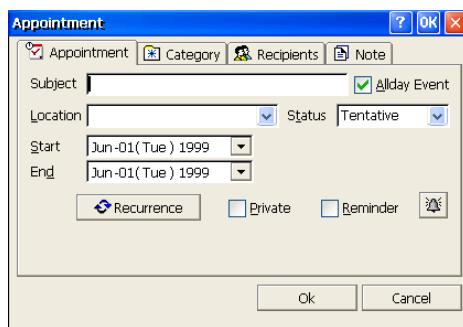 Appointment ? OK ×
Appointment Category Recipients Note
Subject Allday Event
Location Status Tentative
Start Jun-01( Tue ) 1999
End Jun-01( Tue ) 1999
Recurrence Private Reminder
Ok Cancel